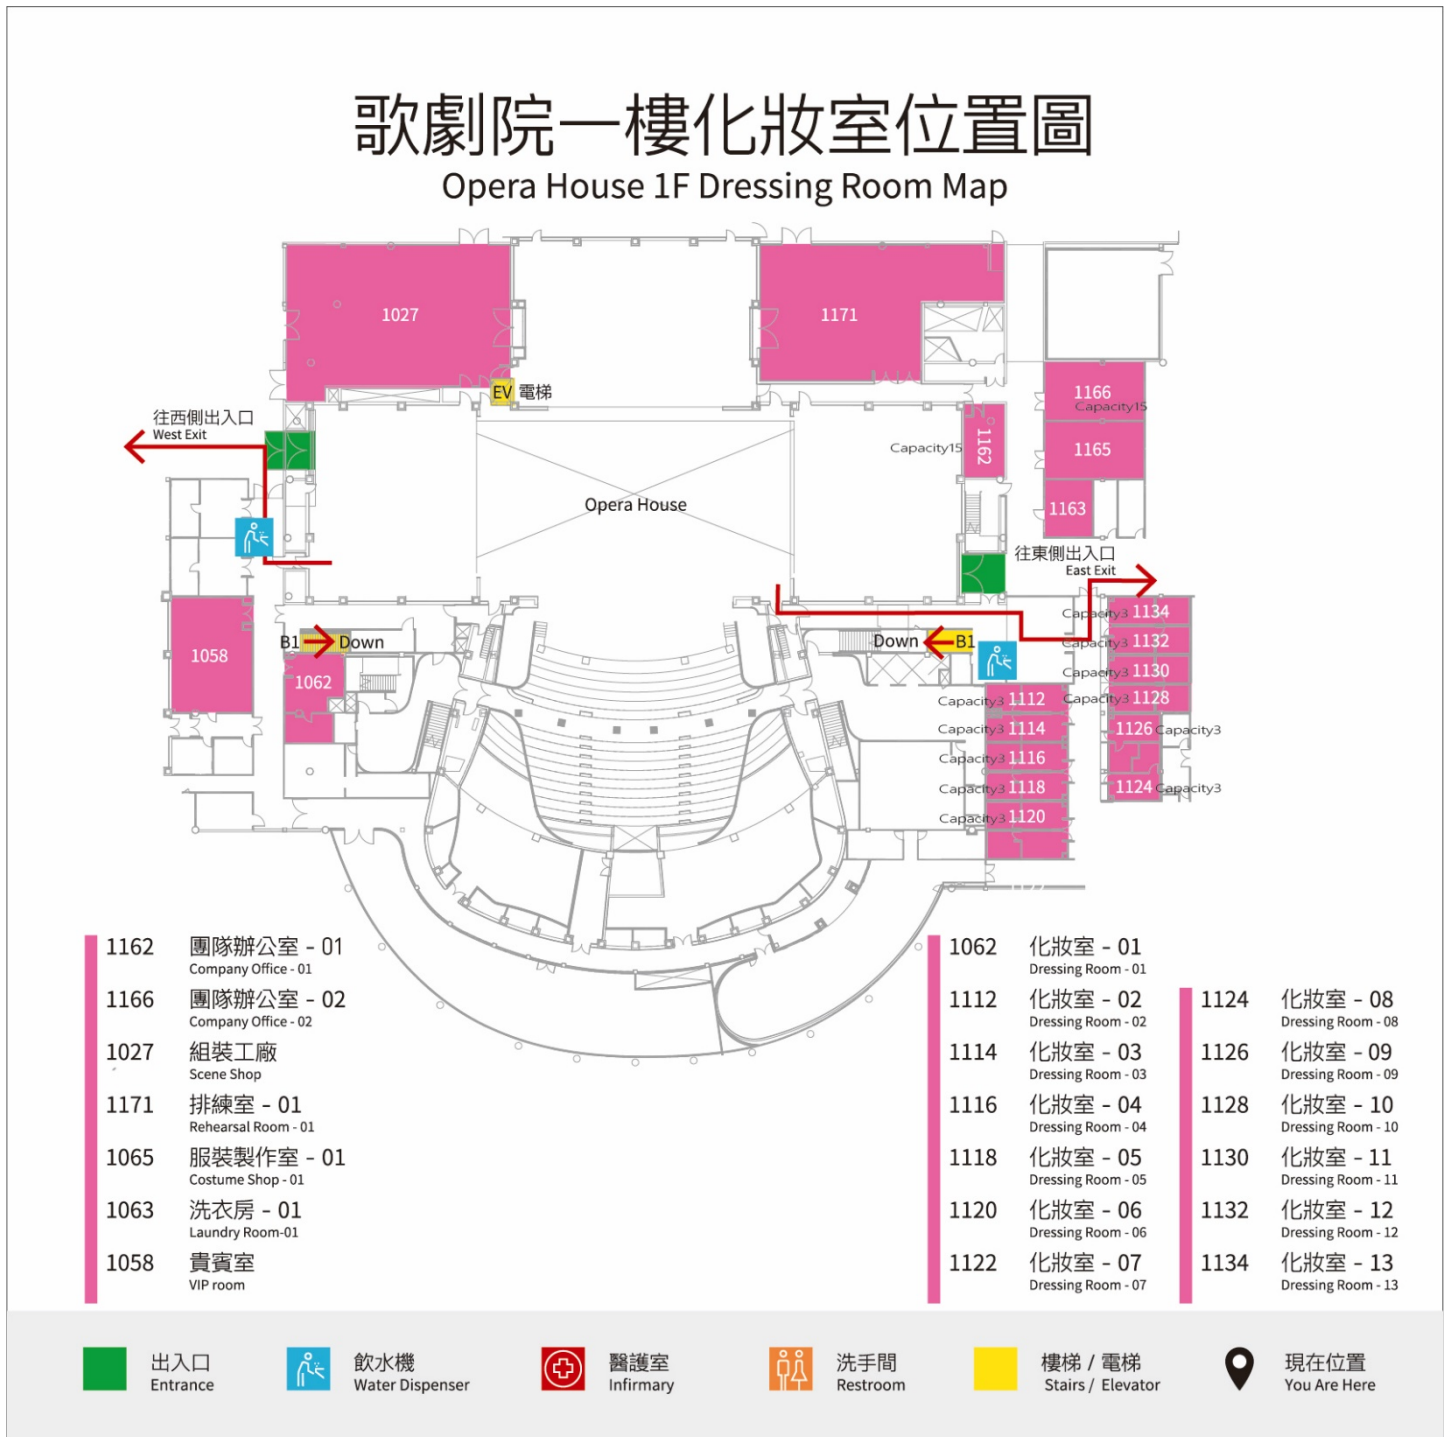 歌劇院一樓化妝室位置圖
Opera House 1F Dressing Room Map
1027
1171
EV 電梯
1166
Capacity15
往西側出入口
West Exit
Capacity15
1162
1165
Opera House
1163
往東側出入口
East Exit
Capacity3 1134
B1 Down
Down B1
Capacity3 1132
1058
1062
Capacity3 1130
Capacity3 1112
Capacity3 1128
Capacity3 1114
1126 Capacity3
Capacity3 1116
Capacity3 1118
1124 Capacity3
Capacity3 1120
1162 團隊辦公室 - 01
Company Office - 01
1166 團隊辦公室 - 02
Company Office - 02
1027 組裝工廠
Scene Shop
1171 排練室 - 01
Rehearsal Room - 01
1065 服裝製作室 - 01
Costume Shop - 01
1063 洗衣房 - 01
Laundry Room-01
1058 貴賓室
VIP room
1062 化妝室 - 01
Dressing Room - 01
1112 化妝室 - 02
Dressing Room - 02
1114 化妝室 - 03
Dressing Room - 03
1116 化妝室 - 04
Dressing Room - 04
1118 化妝室 - 05
Dressing Room - 05
1120 化妝室 - 06
Dressing Room - 06
1122 化妝室 - 07
Dressing Room - 07
1124 化妝室 - 08
Dressing Room - 08
1126 化妝室 - 09
Dressing Room - 09
1128 化妝室 - 10
Dressing Room - 10
1130 化妝室 - 11
Dressing Room - 11
1132 化妝室 - 12
Dressing Room - 12
1134 化妝室 - 13
Dressing Room - 13
出入口
Entrance
飲水機
Water Dispenser
醫護室
Infirmary
洗手間
Restroom
樓梯 / 電梯
Stairs / Elevator
現在位置
You Are Here